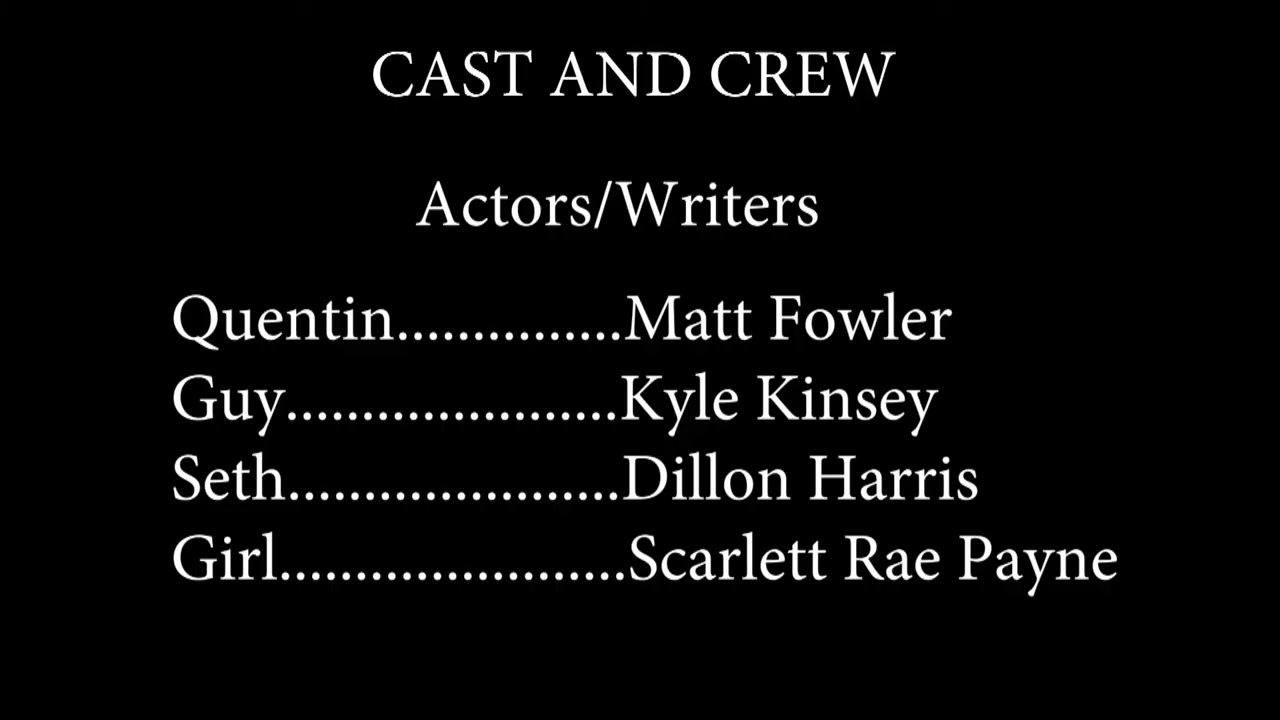 CAST AND CREW
Actors/Writers
Quentin...............Matt Fowler
Guy......................Kyle Kinsey
Seth......................Dillon Harris
Girl.......................Scarlett Rae Payne